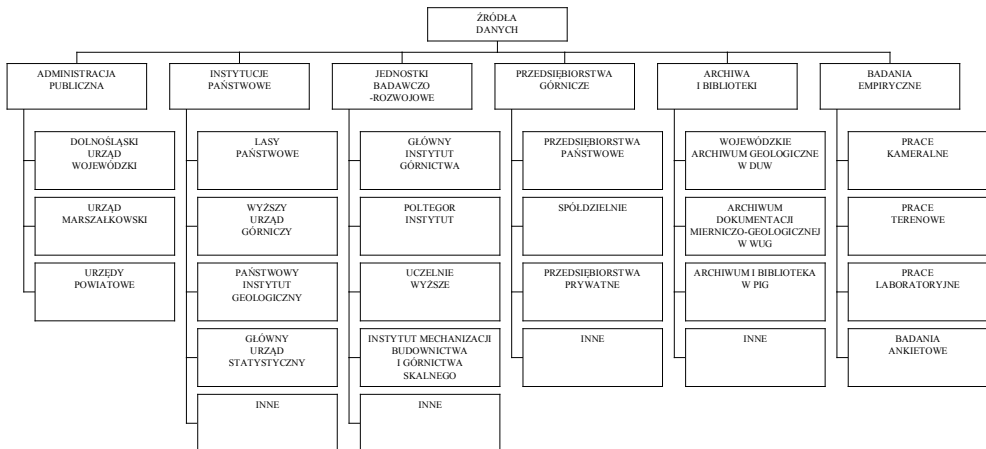 ŹRÓDŁA
DANYCH
ADMINISTRACJA
PUBLICZNA
DOLNOŚLĄSKI
URZĄD
WOJEWÓDZKI
URZĄD
MARSZAŁKOWSKI
URZĘDY
POWIATOWE
INSTYTUCJE
PAŃSTWOWE
LASY
PAŃSTWOWE
WYŻSZY
URZĄD
GÓRNICZY
PAŃSTWOWY
INSTYTUT
GEOLOGICZNY
GŁÓWNY
URZĄD
STATYSTYCZNY
INNE
JEDNOSTKI
BADAWCZO
-ROZWOJOWE
GŁÓWNY
INSTYTUT
GÓRNICTWA
POLTEGOR
INSTYTUT
UCZELNIE
WYŻSZE
INSTYTUT MECHANIZACJI
BUDOWNICTWA
I GÓRNICTWA
SKALNEGO
INNE
PRZEDSIĘBIORSTWA
GÓRNICZE
PRZEDSIĘBIORSTWA
PAŃSTWOWE
SPÓŁDZIELNIE
PRZEDSIĘBIORSTWA
PRYWATNE
INNE
ARCHIWA
I BIBLIOTEKI
WOJEWÓDZKIE
ARCHIWUM GEOLOGICZNE
W DUW
ARCHIWUM
DOKUMENTACJI
MIERNICZO-GEOLOGICZNEJ
W WUG
ARCHIWUM I BIBLIOTEKA
W PIG
INNE
BADANIA
EMPIRYCZNE
PRACE
KAMERALNE
PRACE
TERENOWE
PRACE
LABORATORYJNE
BADANIA
ANKIETOWE